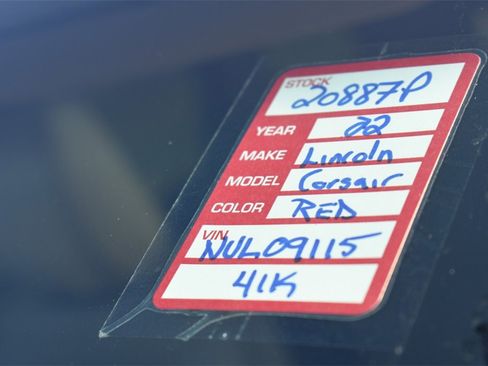 STOCK
20887P
YEAR 22
MAKE Lincoln
MODEL Corsair
COLOR RED
VIN
NUL09115
41K